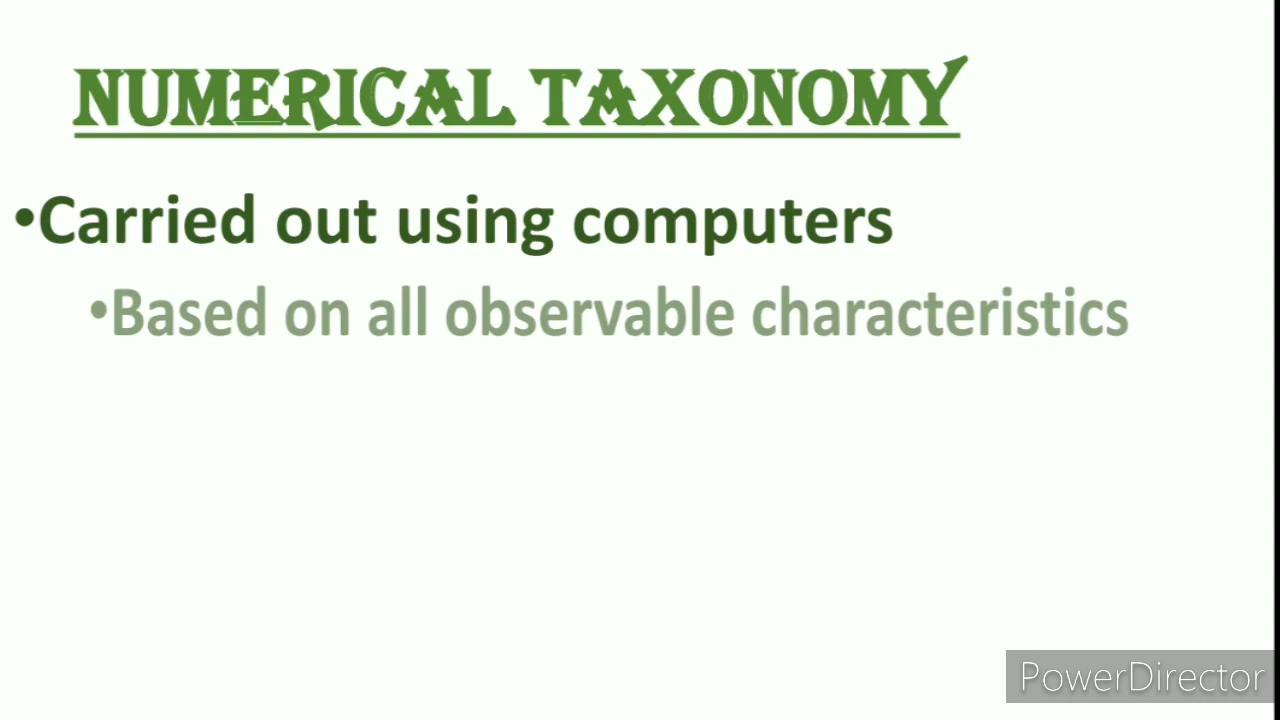 NUMERICAL TAXONOMY
•Carried out using computers
•Based on all observable characteristics
PowerDirector